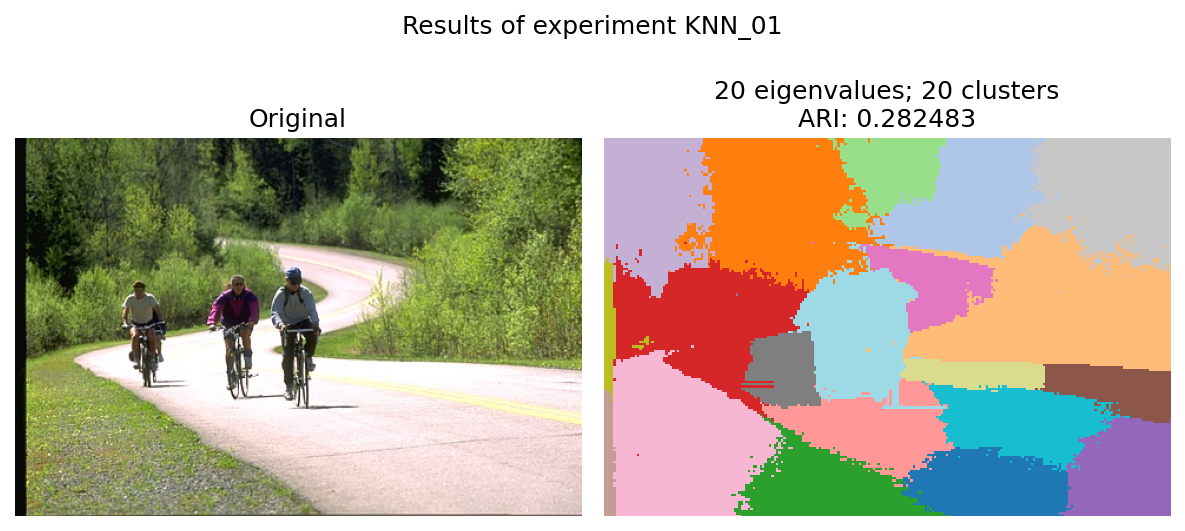 Results of experiment KNN_01
Original
20 eigenvalues; 20 clusters
ARI: 0.282483